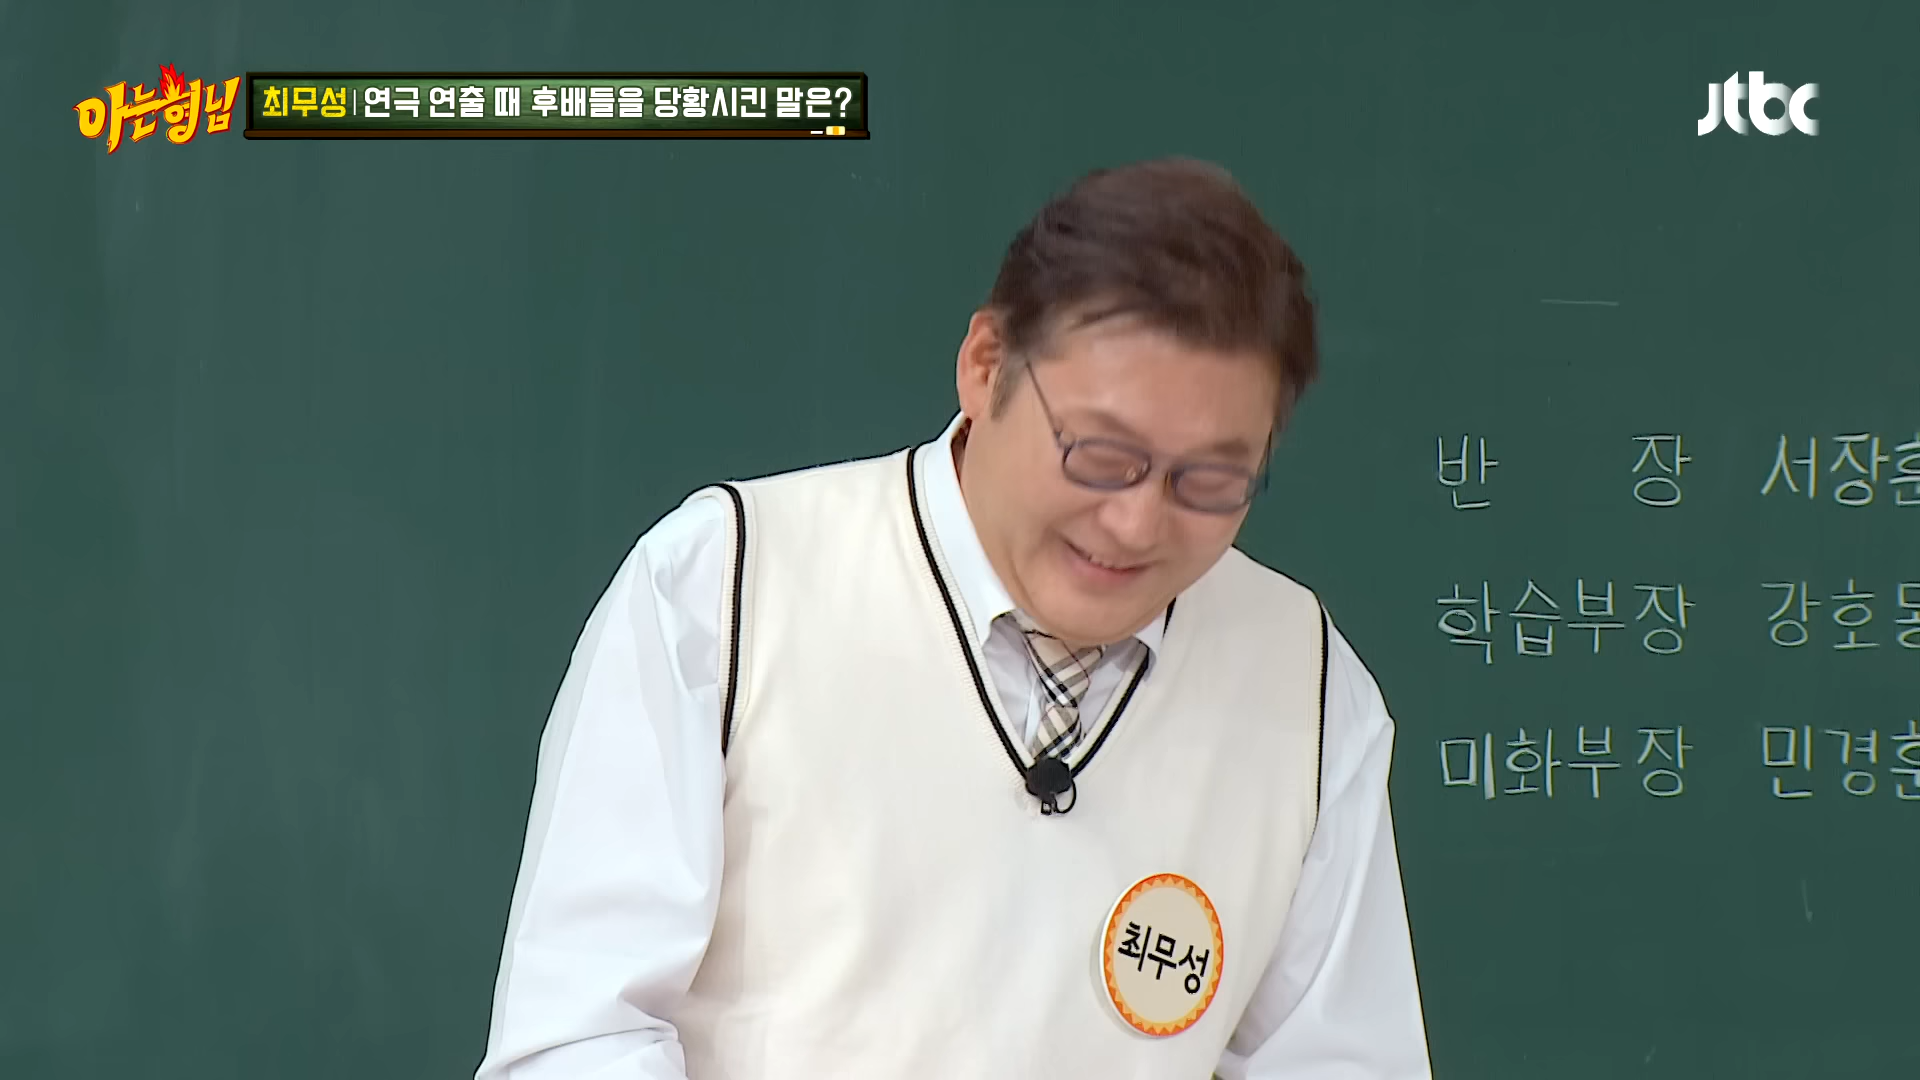 아는형님
최무성 | 연극 연출 때 후배들을 당황시킨 말은?
jtbc
반 장 서장훈
학습부장 강호동
미화부장 민경훈
최무성